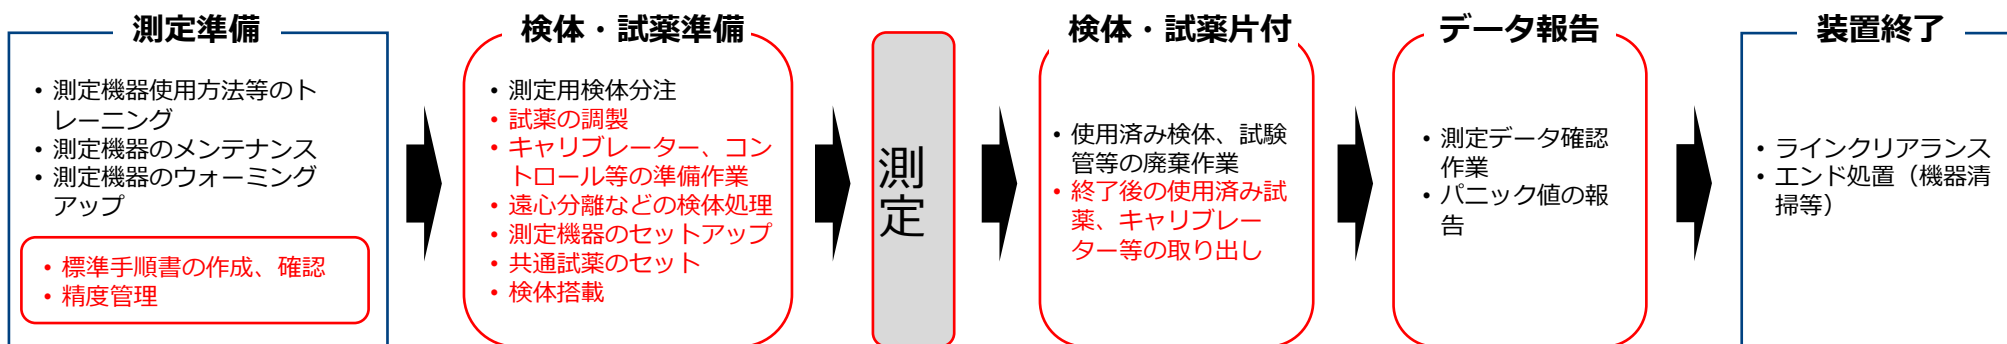 測定準備
• 測定機器使用方法等のト
レーニング
• 測定機器のメンテナンス
• 測定機器のウォーミング
アップ
• 標準手順書の作成、確認
• 精度管理
検体・試薬準備
• 測定用検体分注
• 試薬の調製
• キャリブレーター、コン
トロール等の準備作業
• 遠心分離などの検体処理
• 測定機器のセットアップ
• 共通試薬のセット
• 検体搭載
測
定
検体・試薬片付
• 使用済み検体、試験
管等の廃棄作業
• 終了後の使用済み試
薬、キャリブレー
ター等の取り出し
データ報告
• 測定データ確認
作業
• パニック値の報
告
装置終了
• ラインクリアランス
• エンド処置（機器清
掃等）